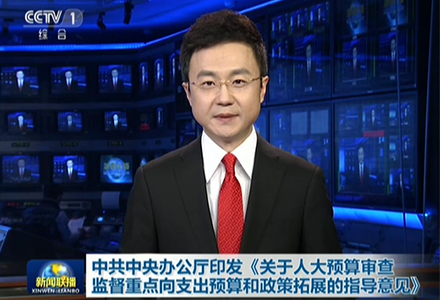 CCTV 1
综合
中共中央办公厅印发《关于人大预算审查
监督重点向支出预算和政策拓展的指导意见》
新闻联播
XINWEN-LIANBO